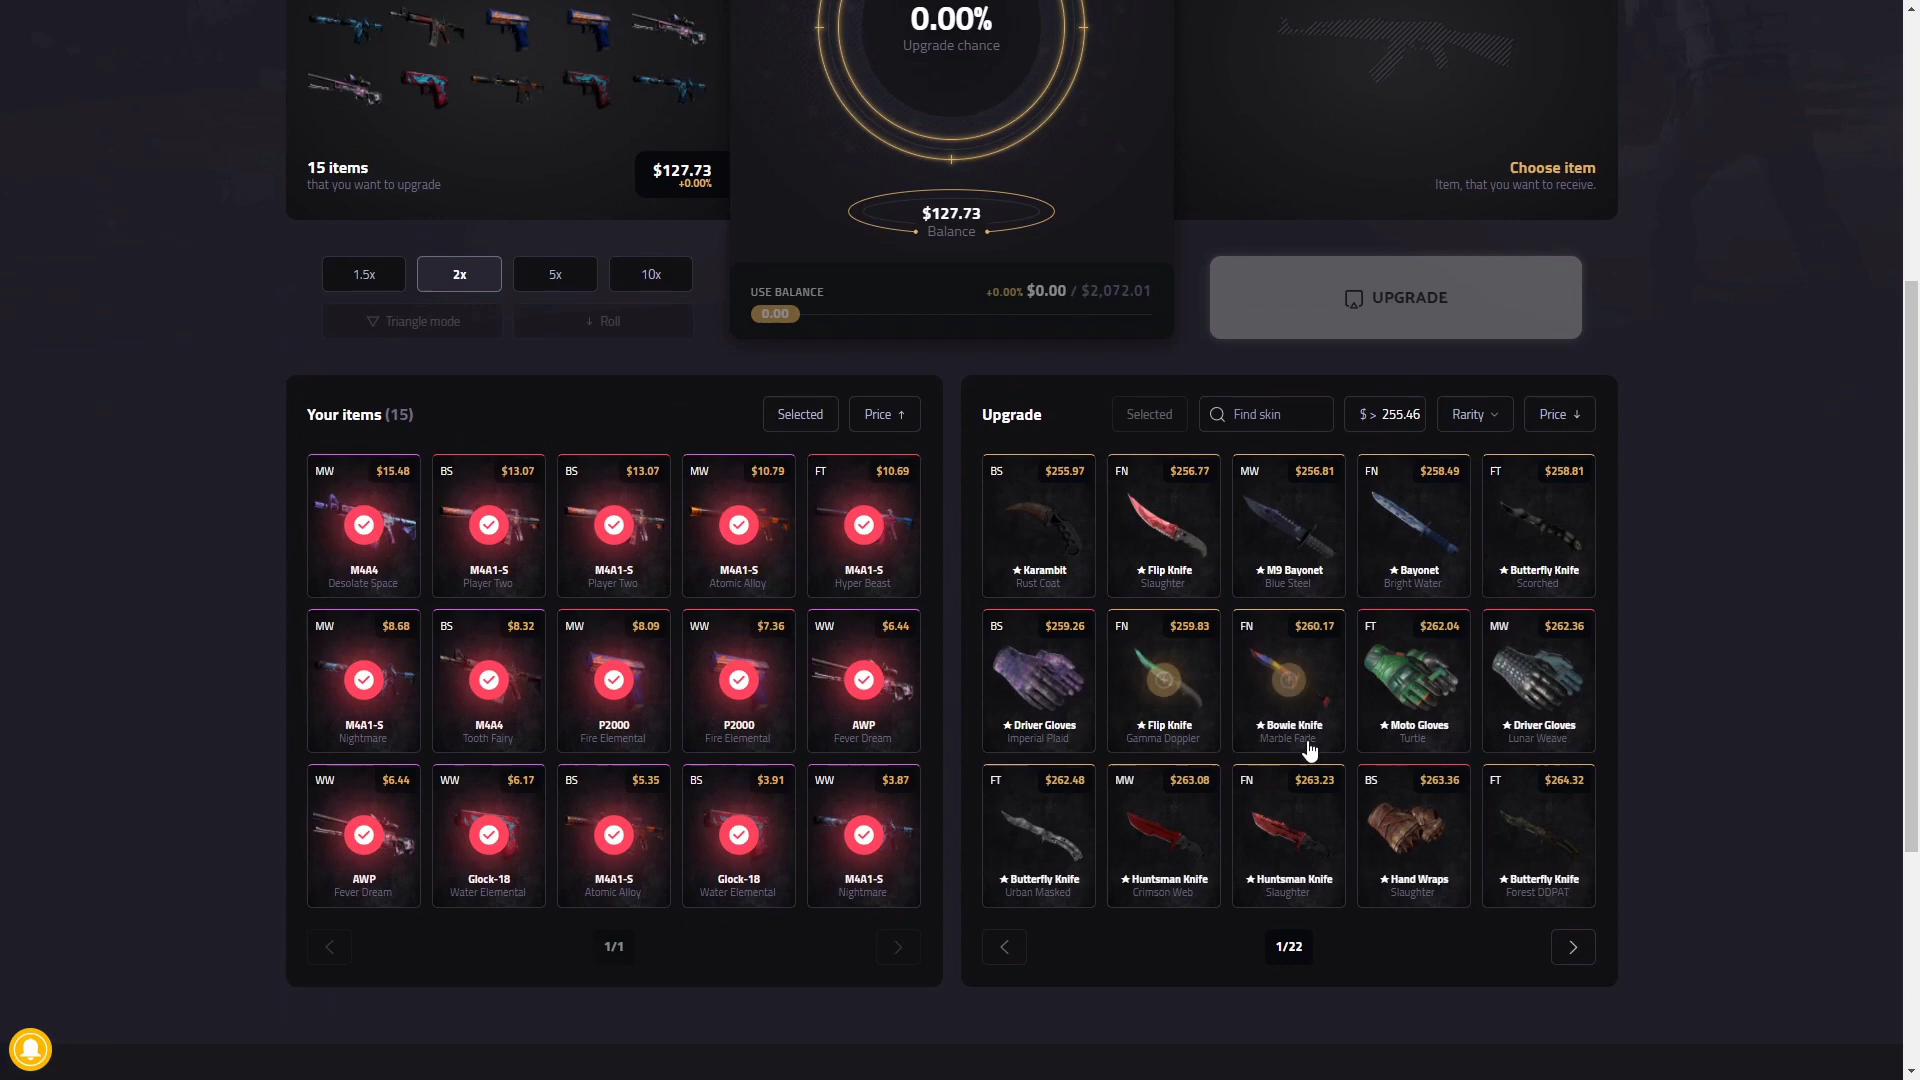 0.00%
Upgrade chance
15 items
that you want to upgrade
$127.73
+0.00%
Choose item
Item, that you want to receive.
$127.73
Balance
1.5x
2x
5x
10x
Triangle mode
Roll
USE BALANCE
+0.00% $0.00 / $2,072.01
0.00
UPGRADE
Your items (15)
Selected
Price
MW $15.48
M4A4
Desolate Space
BS $13.07
M4A1-S
Player Two
BS $13.07
M4A1-S
Player Two
MW $10.79
M4A1-S
Atomic Alloy
FT $10.69
M4A1-S
Hyper Beast
MW $8.68
M4A1-S
Nightmare
BS $8.32
M4A4
Tooth Fairy
MW $8.09
P2000
Fire Elemental
WW $7.36
P2000
Fire Elemental
WW $6.44
AWP
Fever Dream
WW $6.44
AWP
Fever Dream
WW $6.17
Glock-18
Water Elemental
BS $5.35
M4A1-S
Atomic Alloy
BS $3.91
Glock-18
Water Elemental
WW $3.87
M4A1-S
Nightmare
1/1
Upgrade
Selected
Find skin
$ > 255.46
Rarity
Price
BS $255.97
★ Karambit
Rust Coat
FN $256.77
★ Flip Knife
Slaughter
MW $256.81
★ M9 Bayonet
Blue Steel
FN $258.49
★ Bayonet
Bright Water
FT $258.81
★ Butterfly Knife
Scorched
BS $259.26
★ Driver Gloves
Imperial Plaid
FN $259.83
★ Flip Knife
Gamma Doppler
FN $260.17
★ Bowie Knife
Marble Fade
FT $262.04
★ Moto Gloves
Turtle
MW $262.36
★ Driver Gloves
Lunar Weave
FT $262.48
★ Butterfly Knife
Urban Masked
MW $263.08
★ Huntsman Knife
Crimson Web
FN $263.23
★ Huntsman Knife
Slaughter
BS $263.36
★ Hand Wraps
Slaughter
FT $264.32
★ Butterfly Knife
Forest DDPAT
1/22